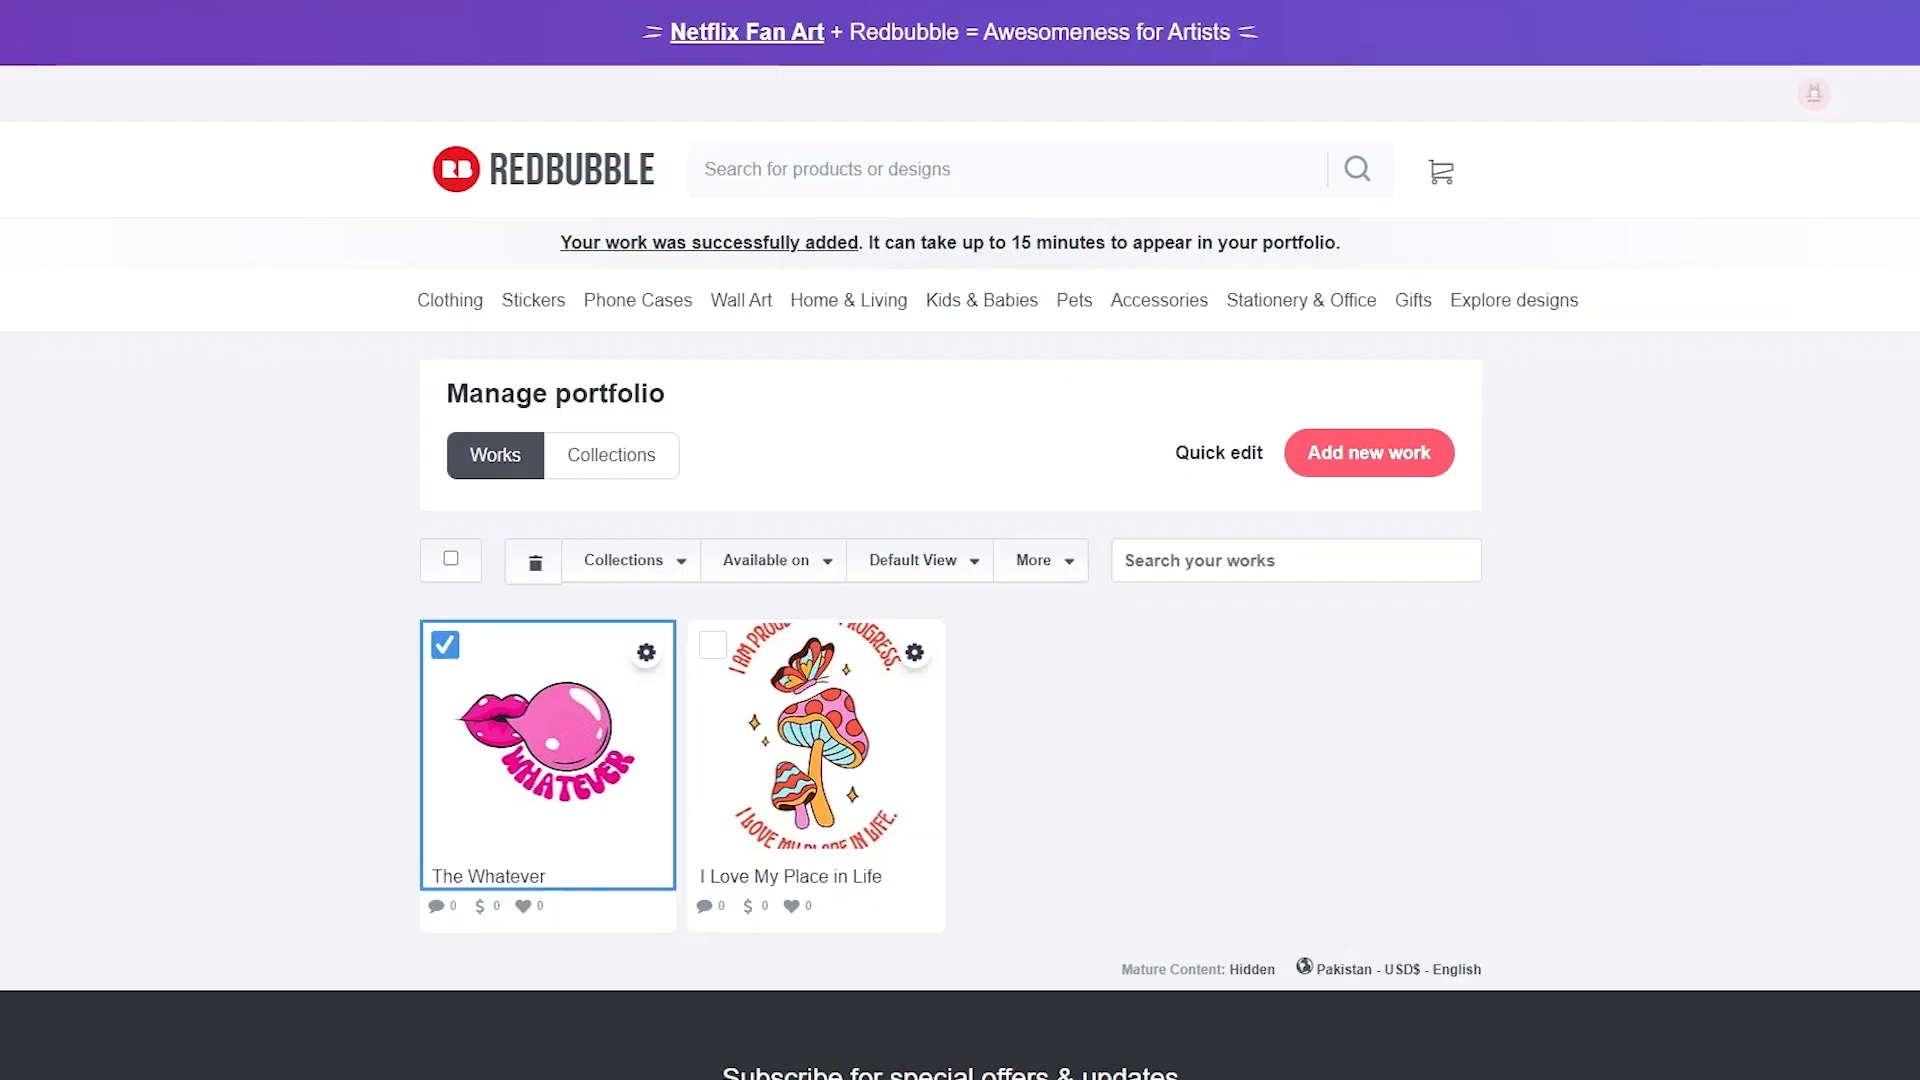 Netflix Fan Art + Redbubble = Awesomeness for Artists
RB REDBUBBLE
Search for products or designs
Your work was successfully added. It can take up to 15 minutes to appear in your portfolio.
Clothing Stickers Phone Cases Wall Art Home & Living Kids & Babies Pets Accessories Stationery & Office Gifts Explore designs
Manage portfolio
Works Collections
Quick edit Add new work
Collections Available on Default View More
Search your works
WHATEVER
I AM PROGRESS.
I LOVE MY PLACE IN LIFE.
The Whatever
0 $ 0 0
I Love My Place in Life
0 $ 0 0
Mature Content: Hidden Pakistan - USD$ - English
Subscribe for special offers & updates